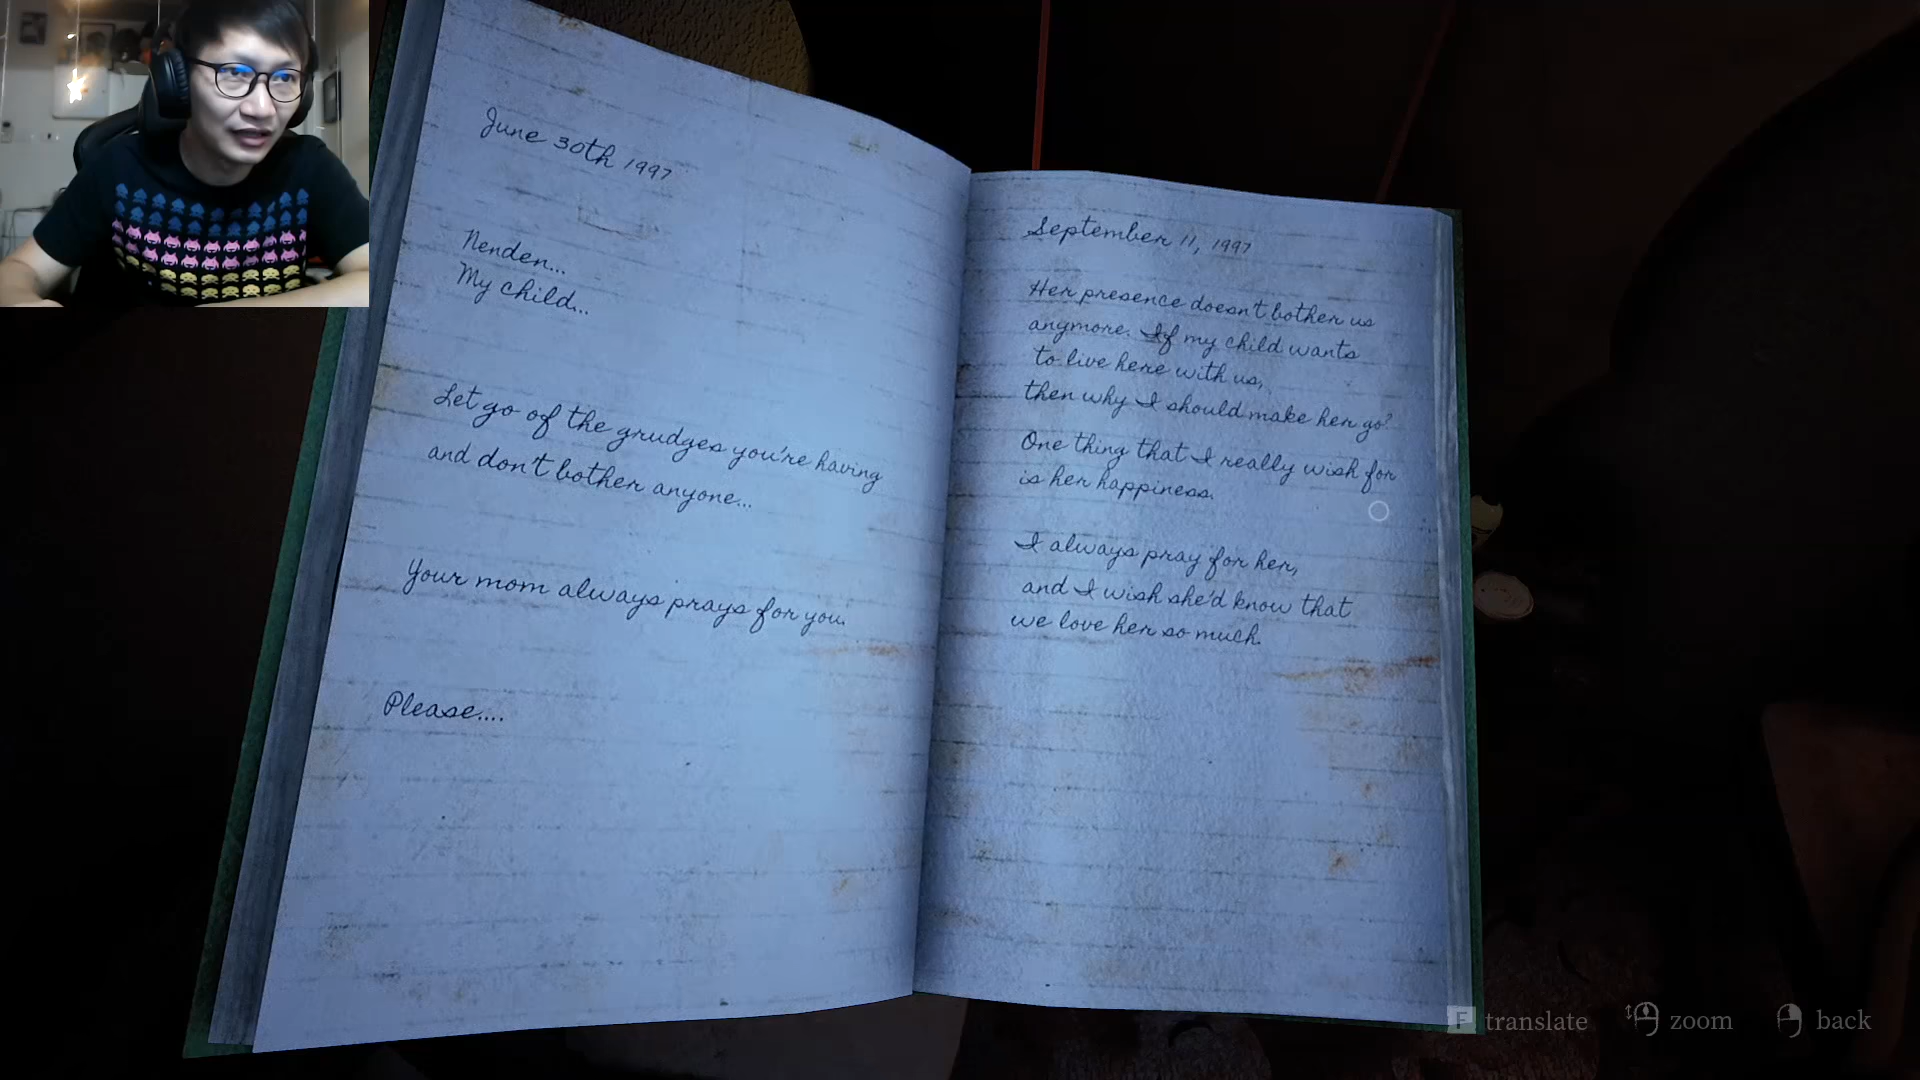 June 30th 1997
Nenden...
My child...
Let go of the grudges you're having
and don't bother anyone...
Your mom always prays for you.
Please....
September 11, 1997
Her presence doesn't bother us
anymore. If my child wants
to live here with us,
then why I should make her go?
One thing that I really wish for
is her happiness.
I always pray for her,
and I wish she'd know that
we love her so much.
F translate
zoom
back